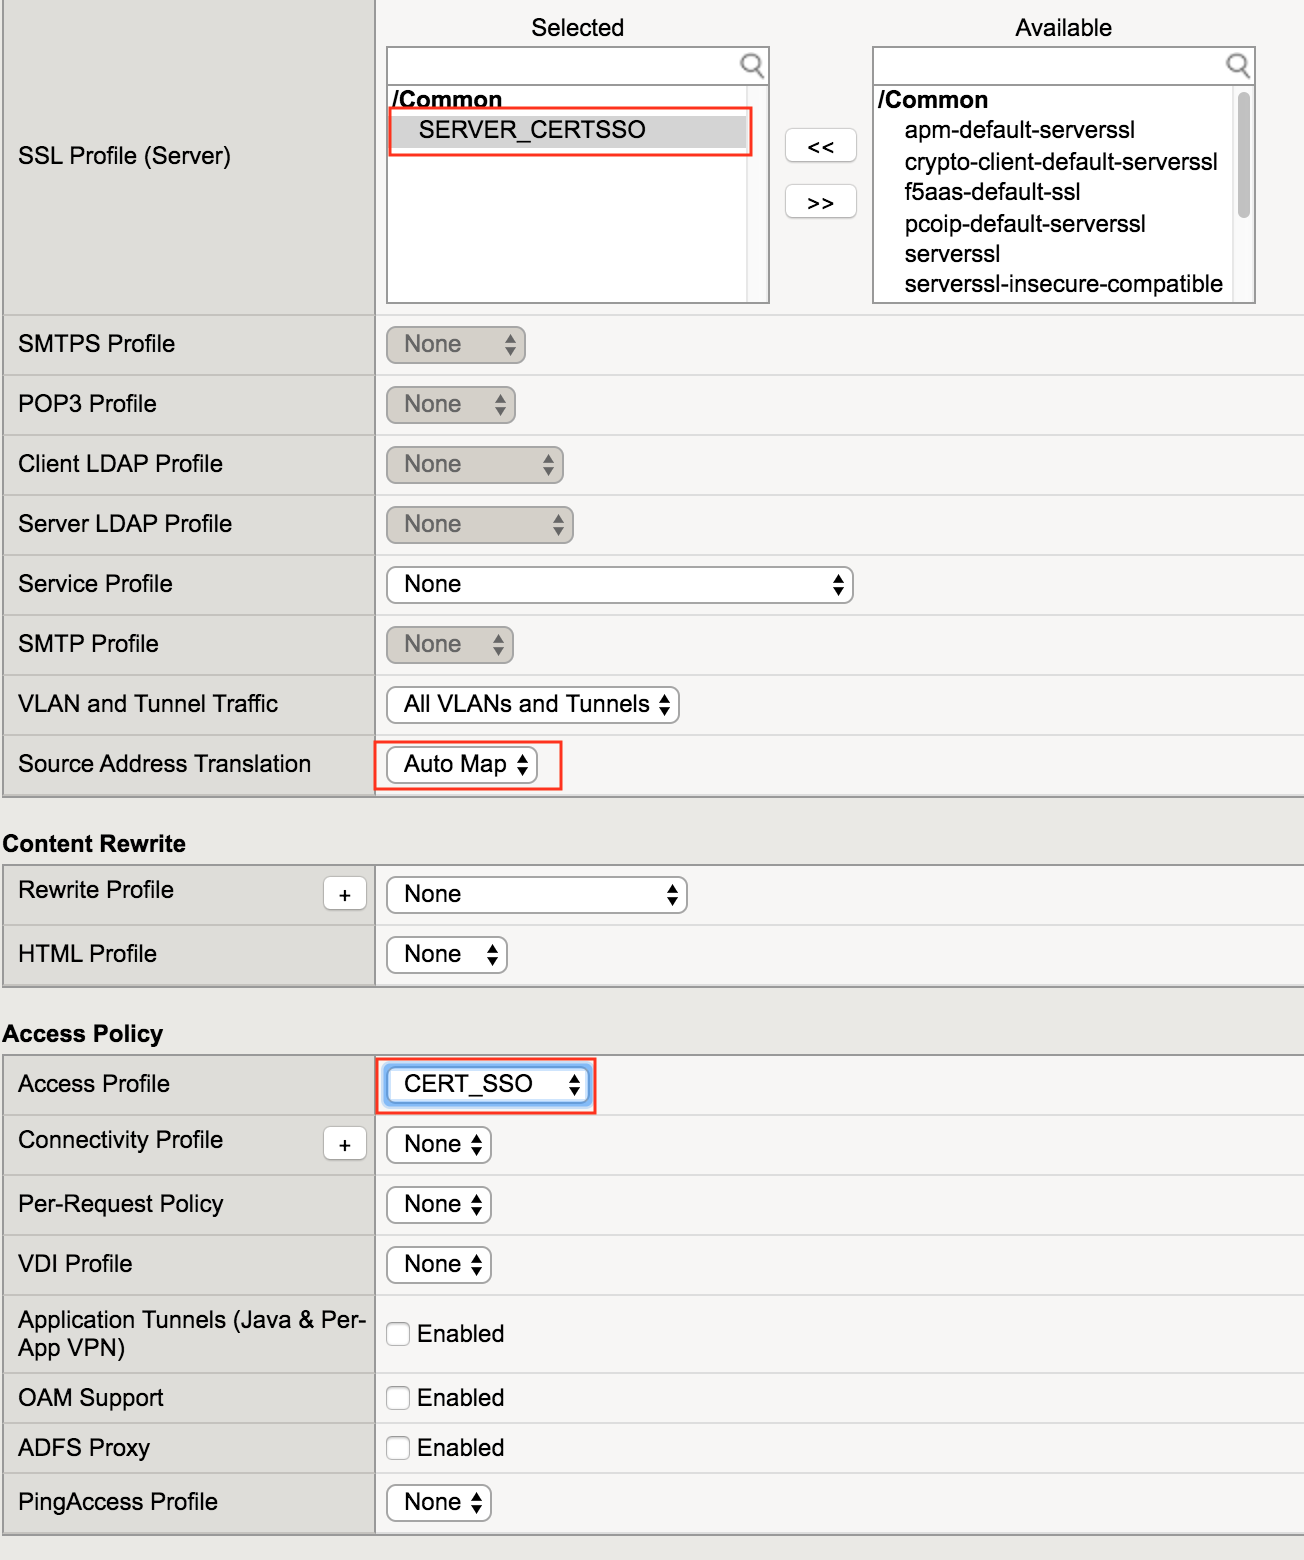 Selected
Available
/Common
SERVER_CERTSSO
SSL Profile (Server)
<<
>>
/Common
apm-default-serverssl
crypto-client-default-serverssl
f5aas-default-ssl
pcoip-default-serverssl
serverssl
serverssl-insecure-compatible
SMTPS Profile
None
POP3 Profile
None
Client LDAP Profile
None
Server LDAP Profile
None
Service Profile
None
SMTP Profile
None
VLAN and Tunnel Traffic
All VLANs and Tunnels
Source Address Translation
Auto Map
Content Rewrite
Rewrite Profile
+
None
HTML Profile
None
Access Policy
Access Profile
CERT_SSO
Connectivity Profile
+
None
Per-Request Policy
None
VDI Profile
None
Application Tunnels (Java & Per-
App VPN)
Enabled
OAM Support
Enabled
ADFS Proxy
Enabled
PingAccess Profile
None